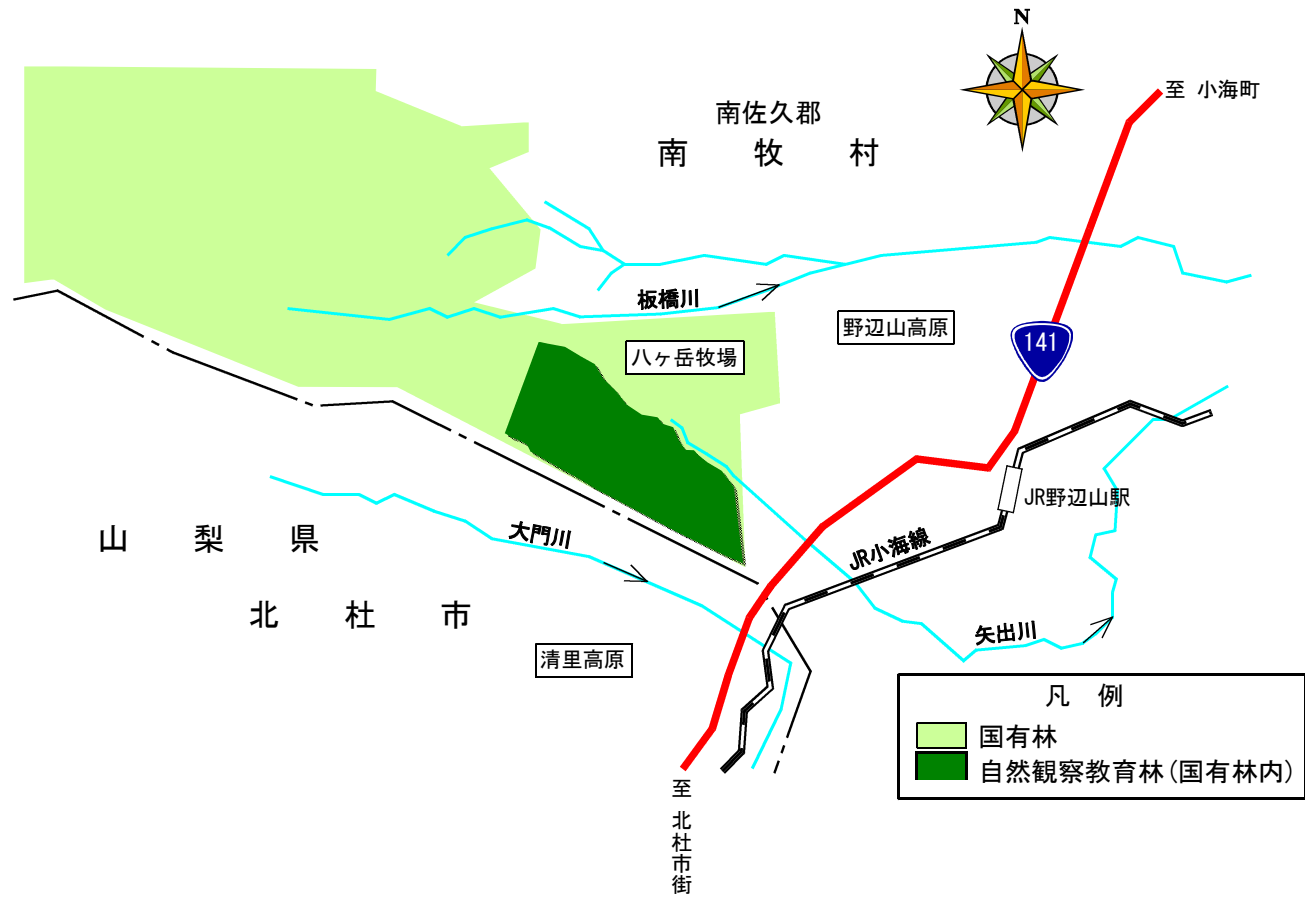 N
至 小海町
南佐久郡
南 牧 村
板橋川
野辺山高原
141
八ヶ岳牧場
JR野辺山駅
山 梨 県
大門川
JR小海線
北 杜 市
矢出川
清里高原
凡 例
国有林
自然観察教育林(国有林内)
至 北杜市街